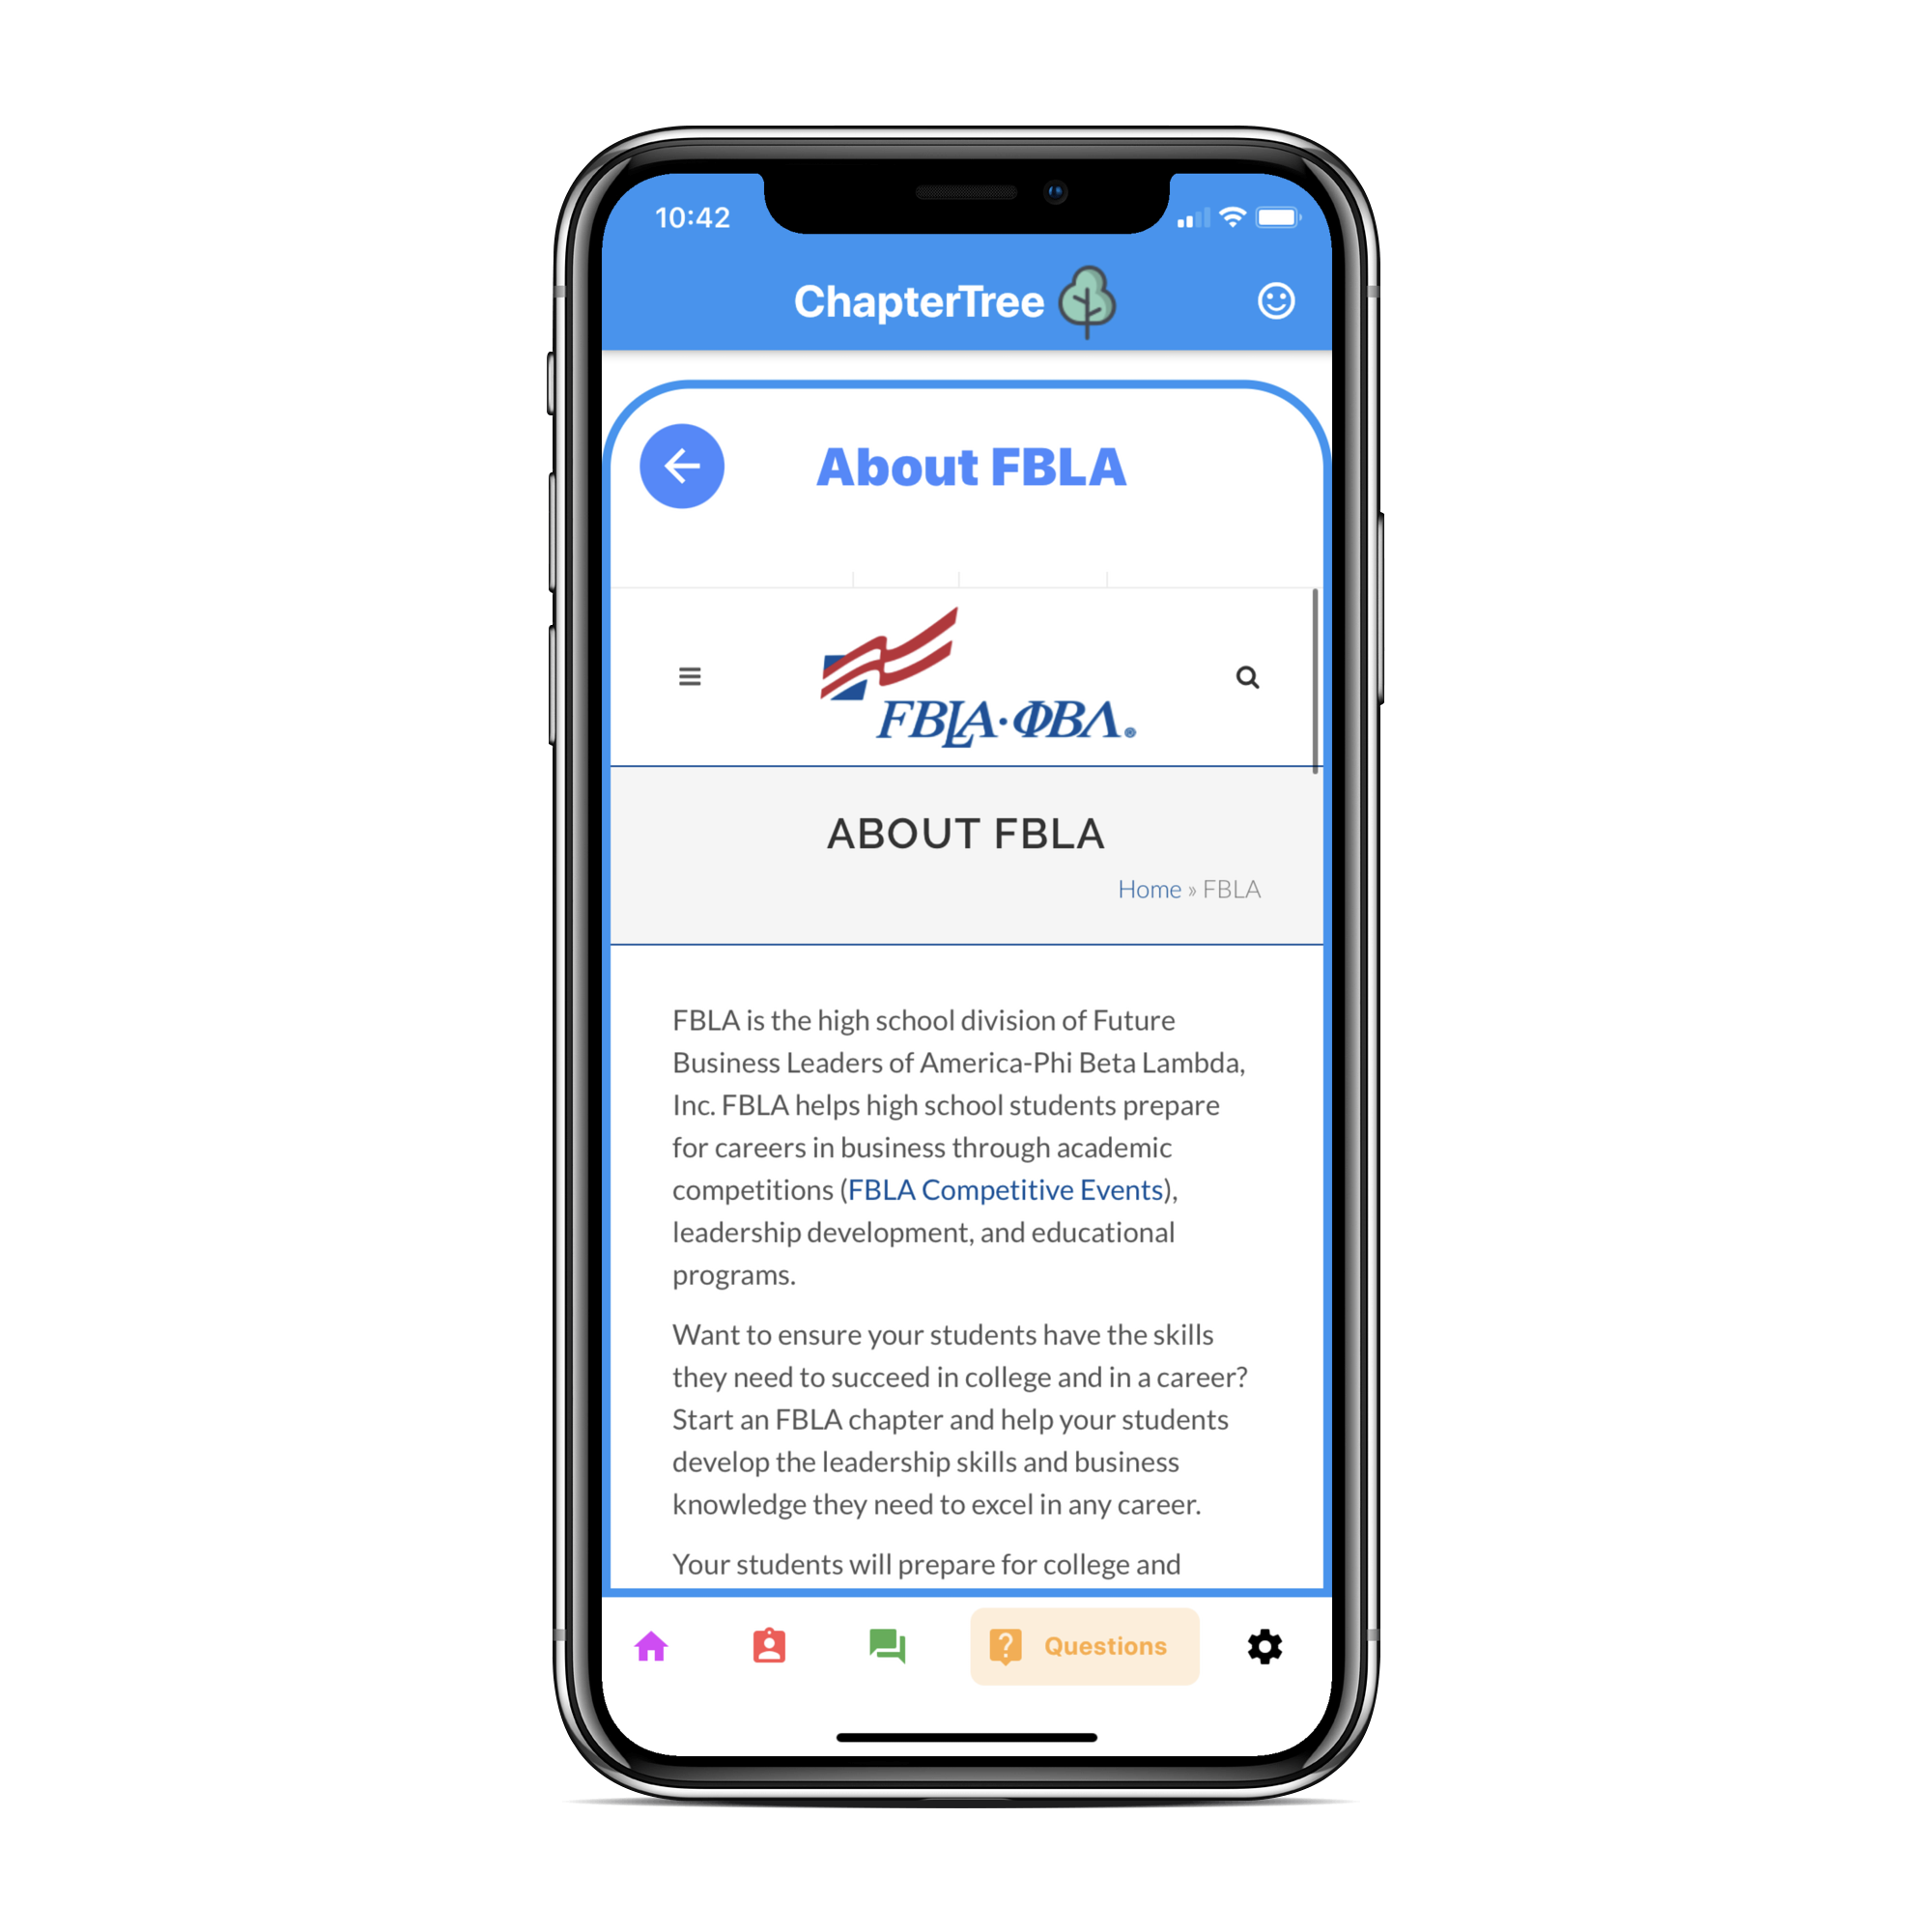 10:42
ChapterTree
About FBLA
FBLA·ΦΒΛ®
ABOUT FBLA
Home » FBLA
FBLA is the high school division of Future
Business Leaders of America-Phi Beta Lambda,
Inc. FBLA helps high school students prepare
for careers in business through academic
competitions (FBLA Competitive Events),
leadership development, and educational
programs.
Want to ensure your students have the skills
they need to succeed in college and in a career?
Start an FBLA chapter and help your students
develop the leadership skills and business
knowledge they need to excel in any career.
Your students will prepare for college and
Questions